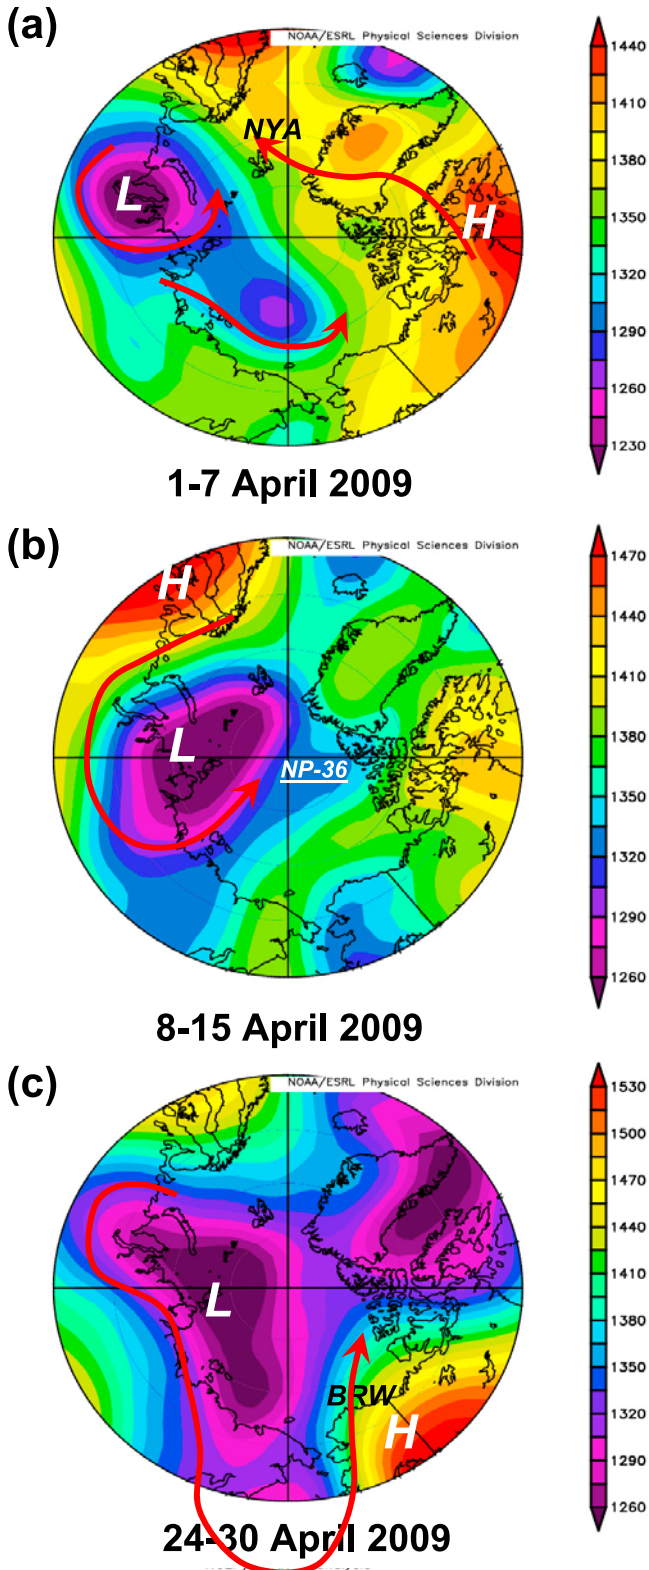 (a)
NOAA/ESRL Physical Sciences Division
NYA
L
H
1440
1410
1380
1350
1320
1290
1260
1230
1-7 April 2009
(b)
NOAA/ESRL Physical Sciences Division
H
L
NP-36
1470
1440
1410
1380
1350
1320
1290
1260
8-15 April 2009
(c)
NOAA/ESRL Physical Sciences Division
L
BRW
H
1530
1500
1470
1440
1410
1380
1350
1320
1290
1260
24-30 April 2009